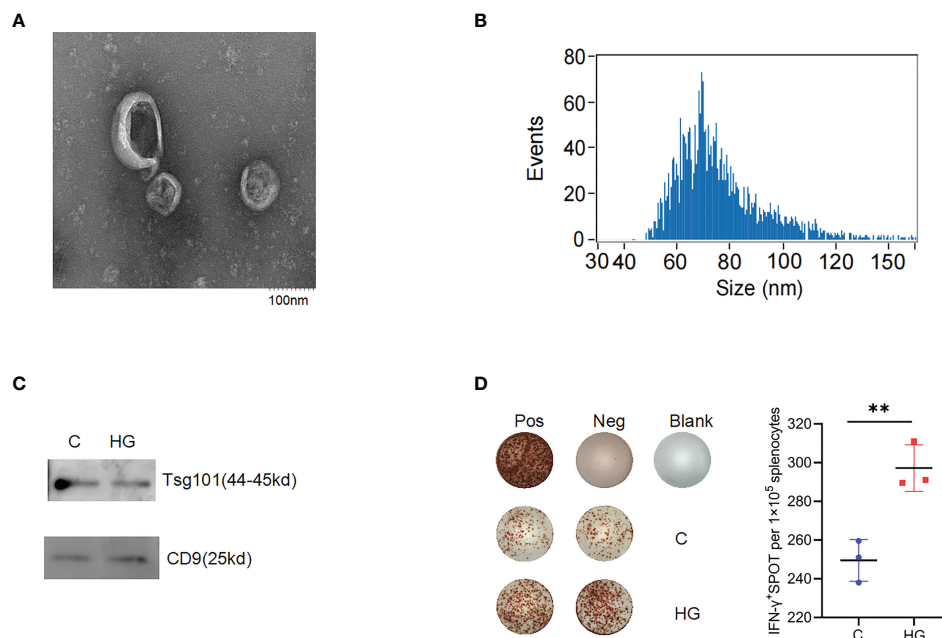 A
B
100nm
Events
80
60
40
20
0
30 40 60 80 100 120 150
Size (nm)
C
D
C HG
Tsg101(44-45kd)
CD9(25kd)
Pos Neg Blank
C
HG
IFN-γ⁺SPOT per 1×10⁵ splenocytes
**
320
300
280
260
240
220
C HG